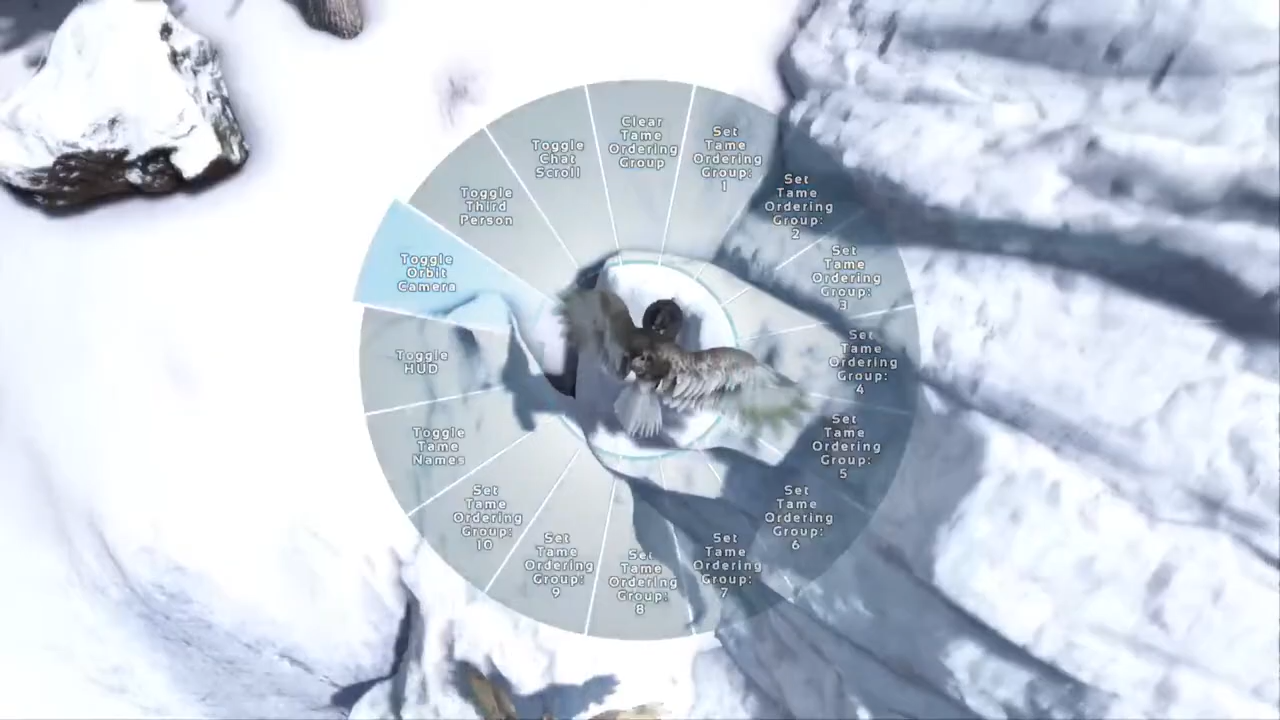 Clear
Tame
Ordering
Group
Set
Tame
Ordering
Group:
1
Set
Tame
Ordering
Group:
2
Set
Tame
Ordering
Group:
3
Set
Tame
Ordering
Group:
4
Set
Tame
Ordering
Group:
5
Set
Tame
Ordering
Group:
6
Set
Tame
Ordering
Group:
7
Set
Tame
Ordering
Group:
8
Set
Tame
Ordering
Group:
9
Set
Tame
Ordering
Group:
10
Toggle
Tame
Names
Toggle
HUD
Toggle
Orbit
Camera
Toggle
Third
Person
Toggle
Chat
Scroll